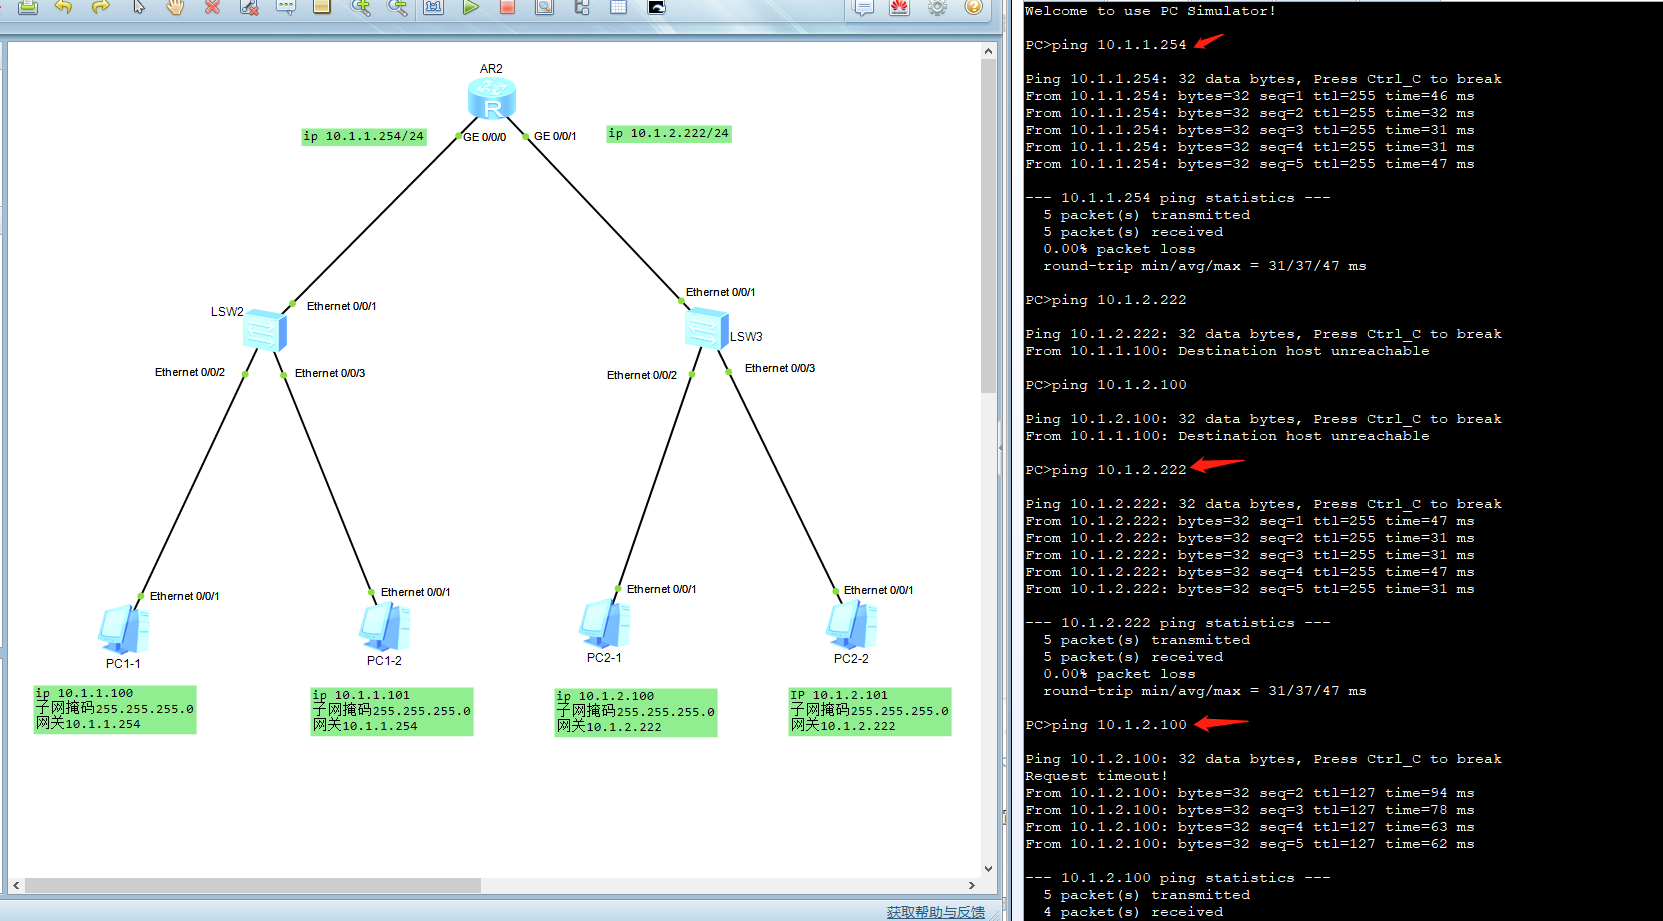 AR2
ip 10.1.1.254/24
GE 0/0/0
GE 0/0/1
ip 10.1.2.222/24
Ethernet 0/0/1
LSW2
Ethernet 0/0/1
LSW3
Ethernet 0/0/2
Ethernet 0/0/3
Ethernet 0/0/2
Ethernet 0/0/3
Ethernet 0/0/1
Ethernet 0/0/1
Ethernet 0/0/1
Ethernet 0/0/1
PC1-1
PC1-2
PC2-1
PC2-2
ip 10.1.1.100
子网掩码255.255.255.0
网关10.1.1.254
ip 10.1.1.101
子网掩码255.255.255.0
网关10.1.1.254
ip 10.1.2.100
子网掩码255.255.255.0
网关10.1.2.222
IP 10.1.2.101
子网掩码255.255.255.0
网关10.1.2.222
获取帮助与反馈
Welcome to use PC Simulator!
PC>ping 10.1.1.254
Ping 10.1.1.254: 32 data bytes, Press Ctrl_C to break
From 10.1.1.254: bytes=32 seq=1 ttl=255 time=46 ms
From 10.1.1.254: bytes=32 seq=2 ttl=255 time=32 ms
From 10.1.1.254: bytes=32 seq=3 ttl=255 time=31 ms
From 10.1.1.254: bytes=32 seq=4 ttl=255 time=31 ms
From 10.1.1.254: bytes=32 seq=5 ttl=255 time=47 ms
--- 10.1.1.254 ping statistics ---
5 packet(s) transmitted
5 packet(s) received
0.00% packet loss
round-trip min/avg/max = 31/37/47 ms
PC>ping 10.1.2.222
Ping 10.1.2.222: 32 data bytes, Press Ctrl_C to break
From 10.1.1.100: Destination host unreachable
PC>ping 10.1.2.100
Ping 10.1.2.100: 32 data bytes, Press Ctrl_C to break
From 10.1.1.100: Destination host unreachable
PC>ping 10.1.2.222
Ping 10.1.2.222: 32 data bytes, Press Ctrl_C to break
From 10.1.2.222: bytes=32 seq=1 ttl=255 time=47 ms
From 10.1.2.222: bytes=32 seq=2 ttl=255 time=31 ms
From 10.1.2.222: bytes=32 seq=3 ttl=255 time=31 ms
From 10.1.2.222: bytes=32 seq=4 ttl=255 time=47 ms
From 10.1.2.222: bytes=32 seq=5 ttl=255 time=31 ms
--- 10.1.2.222 ping statistics ---
5 packet(s) transmitted
5 packet(s) received
0.00% packet loss
round-trip min/avg/max = 31/37/47 ms
PC>ping 10.1.2.100
Ping 10.1.2.100: 32 data bytes, Press Ctrl_C to break
Request timeout!
From 10.1.2.100: bytes=32 seq=2 ttl=127 time=94 ms
From 10.1.2.100: bytes=32 seq=3 ttl=127 time=78 ms
From 10.1.2.100: bytes=32 seq=4 ttl=127 time=63 ms
From 10.1.2.100: bytes=32 seq=5 ttl=127 time=62 ms
--- 10.1.2.100 ping statistics ---
5 packet(s) transmitted
4 packet(s) received